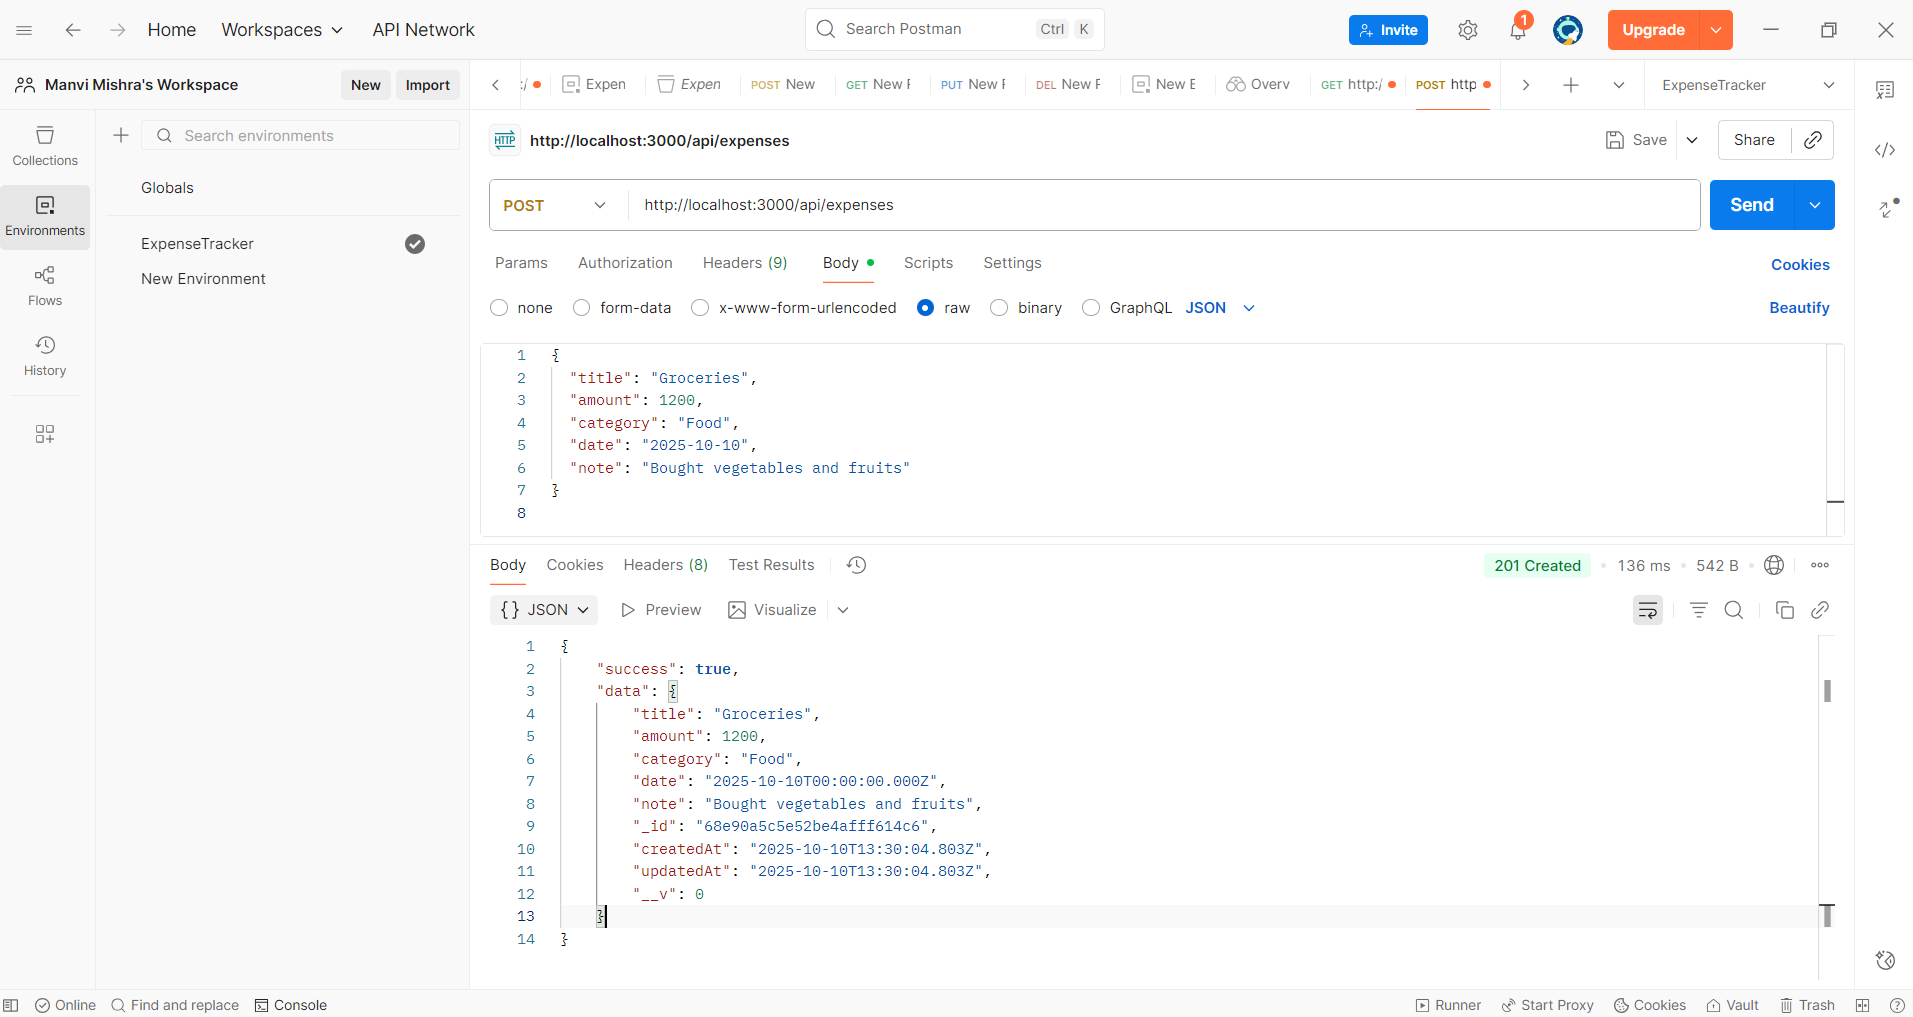 Home Workspaces API Network Search Postman Ctrl K Invite 1 Upgrade
Manvi Mishra's Workspace New Import Expen Expen POST New GET New PUT New DEL New New E Overv GET http:/ POST http ExpenseTracker
Collections
Environments
Flows
History
Search environments
Globals
ExpenseTracker
New Environment
HTTP http://localhost:3000/api/expenses Save Share
POST http://localhost:3000/api/expenses Send
Params Authorization Headers (9) Body Scripts Settings Cookies
none form-data x-www-form-urlencoded raw binary GraphQL JSON Beautify
1 {
2 "title": "Groceries",
3 "amount": 1200,
4 "category": "Food",
5 "date": "2025-10-10",
6 "note": "Bought vegetables and fruits"
7 }
8
Body Cookies Headers (8) Test Results 201 Created 136 ms 542 B
{} JSON Preview Visualize
1 {
2 "success": true,
3 "data": {
4 "title": "Groceries",
5 "amount": 1200,
6 "category": "Food",
7 "date": "2025-10-10T00:00:00.000Z",
8 "note": "Bought vegetables and fruits",
9 "_id": "68e90a5c5e52be4afff614c6",
10 "createdAt": "2025-10-10T13:30:04.803Z",
11 "updatedAt": "2025-10-10T13:30:04.803Z",
12 "__v": 0
13 }
14 }
Online Find and replace Console Runner Start Proxy Cookies Vault Trash